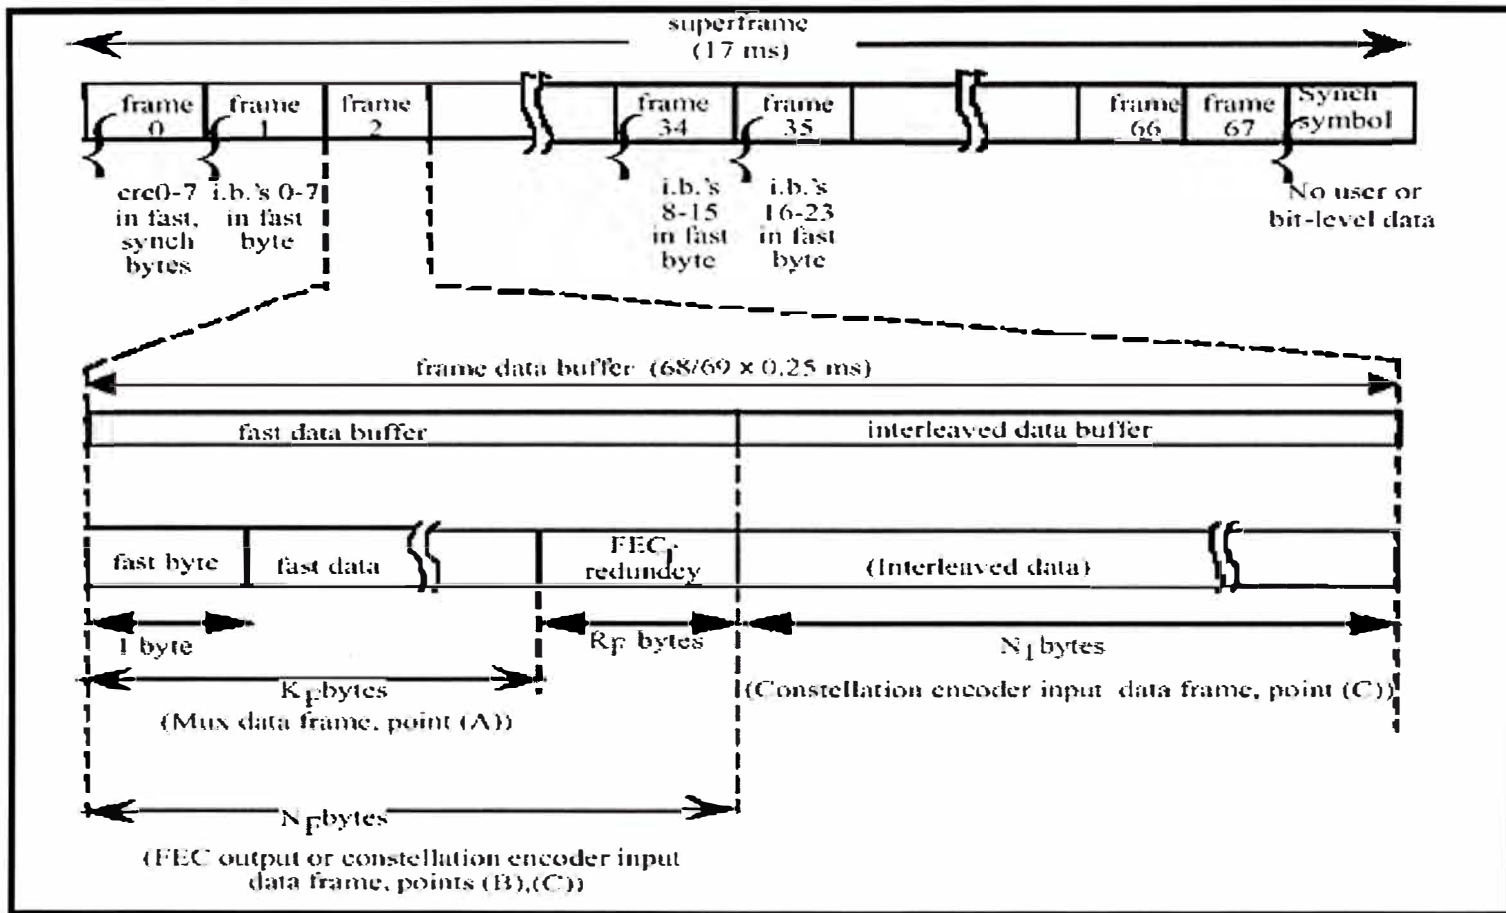 superframe
(17 ms)
frame
0
frame
1
frame
2
frame
34
frame
35
frame
66
frame
67
Synch
symbol
crc0-7
in fast,
synch
bytes
i.b.'s 0-7
in fast
byte
i.b.'s
8-15
in fast
byte
i.b.'s
16-23
in fast
byte
No user or
bit-level data
frame data buffer (68/69 × 0.25 ms)
fast data buffer
interleaved data buffer
fast byte
fast data
FECF
redundcy
(Interleaved data)
1 byte
RF bytes
NI bytes
KF bytes
(Mux data frame, point (A))
(Constellation encoder input data frame, point (C))
NF bytes
(FEC output or constellation encoder input
data frame, points (B),(C))